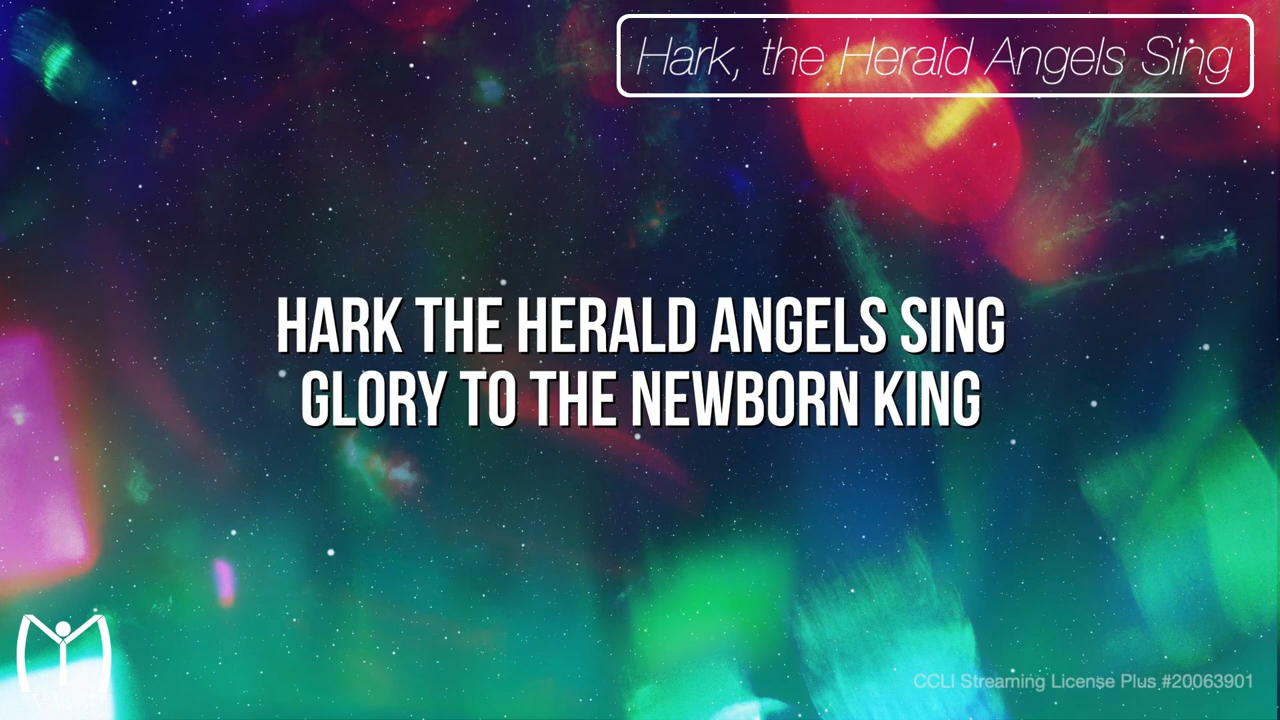 Hark, the Herald Angels Sing
HARK THE HERALD ANGELS SING
GLORY TO THE NEWBORN KING
CCLI Streaming License Plus #20063901